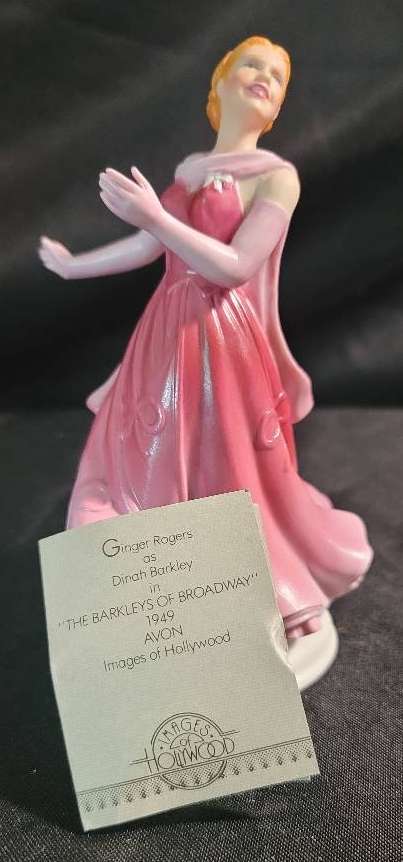 Ginger Rogers
as
Dinah Barkley
in
"THE BARKLEYS OF BROADWAY"
1949
AVON
Images of Hollywood
IMAGES
OF
HOLLYWOOD